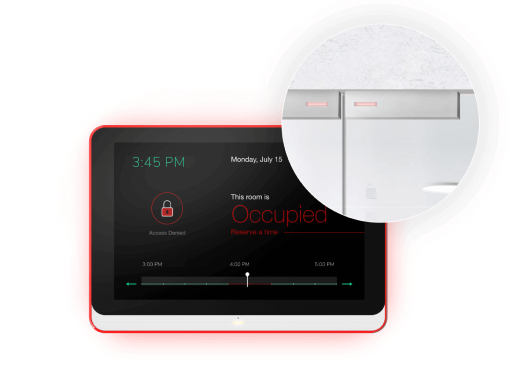 3:45 PM
Monday, July 15
This room is
Occupied
Reserve a time
Access Denied
3:00 PM
4:00 PM
5:00 PM